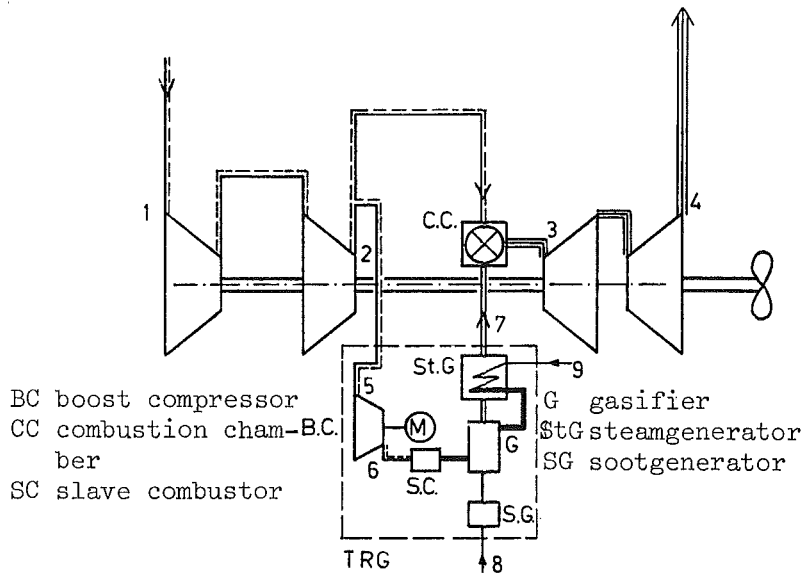 1
2
C.C.
3
4
7
St.G
9
5
B.C.
M
G
6
S.C.
S.G.
TRG
8
BC boost compressor
CC combustion cham-
ber
SC slave combustor
G gasifier
StG steamgenerator
SG sootgenerator